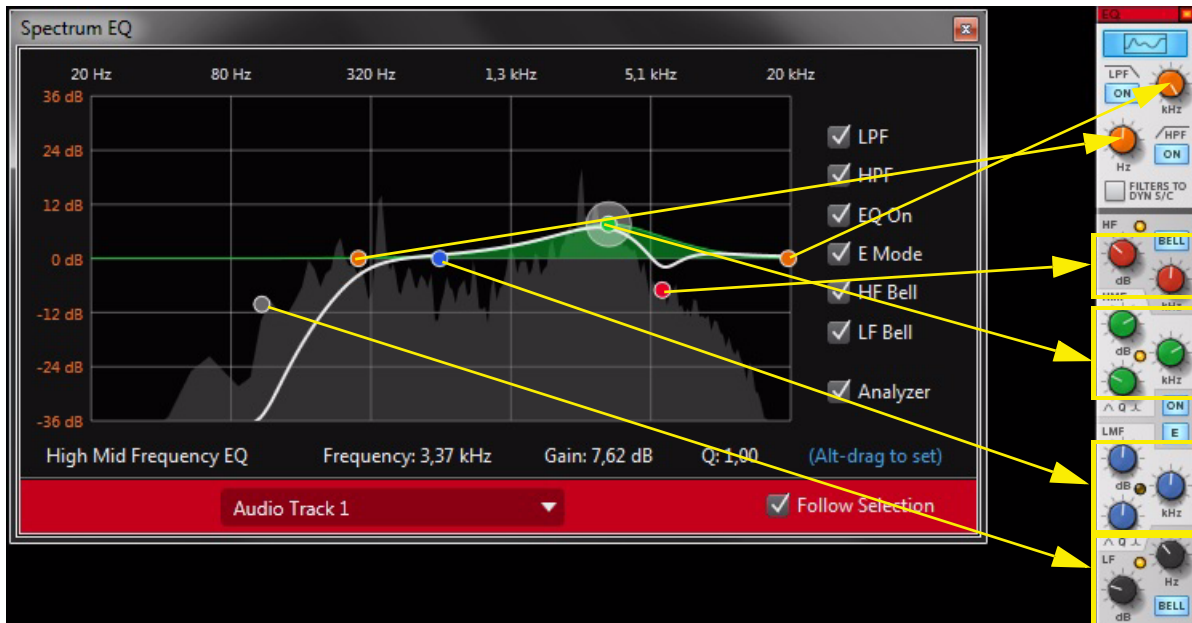 Spectrum EQ
20 Hz 80 Hz 320 Hz 1,3 kHz 5,1 kHz 20 kHz
36 dB
24 dB
12 dB
0 dB
-12 dB
-24 dB
-36 dB
LPF
HPF
EQ On
E Mode
HF Bell
LF Bell
Analyzer
High Mid Frequency EQ Frequency: 3,37 kHz Gain: 7,62 dB Q: 1,00 (Alt-drag to set)
Audio Track 1 Follow Selection
EQ
LPF
ON
kHz
HPF
ON
Hz
FILTERS TO
DYN S/C
HF
BELL
dB
HMF kHz
dB
kHz
Q ON
LMF E
dB
kHz
Q
LF
Hz
BELL
dB